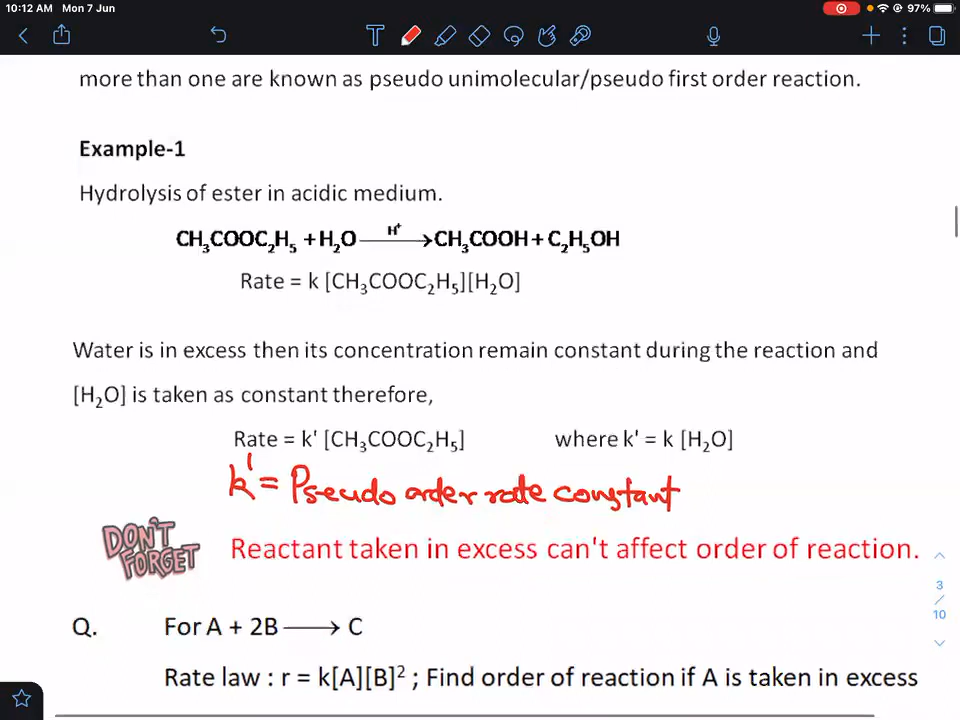 10:12 AM Mon 7 Jun 97%
more than one are known as pseudo unimolecular/pseudo first order reaction.
Example-1
Hydrolysis of ester in acidic medium.
CH₃COOC₂H₅ + H₂O —H⁺→ CH₃COOH + C₂H₅OH
Rate = k [CH₃COOC₂H₅][H₂O]
Water is in excess then its concentration remain constant during the reaction and
[H₂O] is taken as constant therefore,
Rate = k' [CH₃COOC₂H₅] where k' = k [H₂O]
k' = Pseudo order rate constant
DON'T FORGET
Reactant taken in excess can't affect order of reaction.
3
/
10
Q. For A + 2B ⟶ C
Rate law : r = k[A][B]² ; Find order of reaction if A is taken in excess